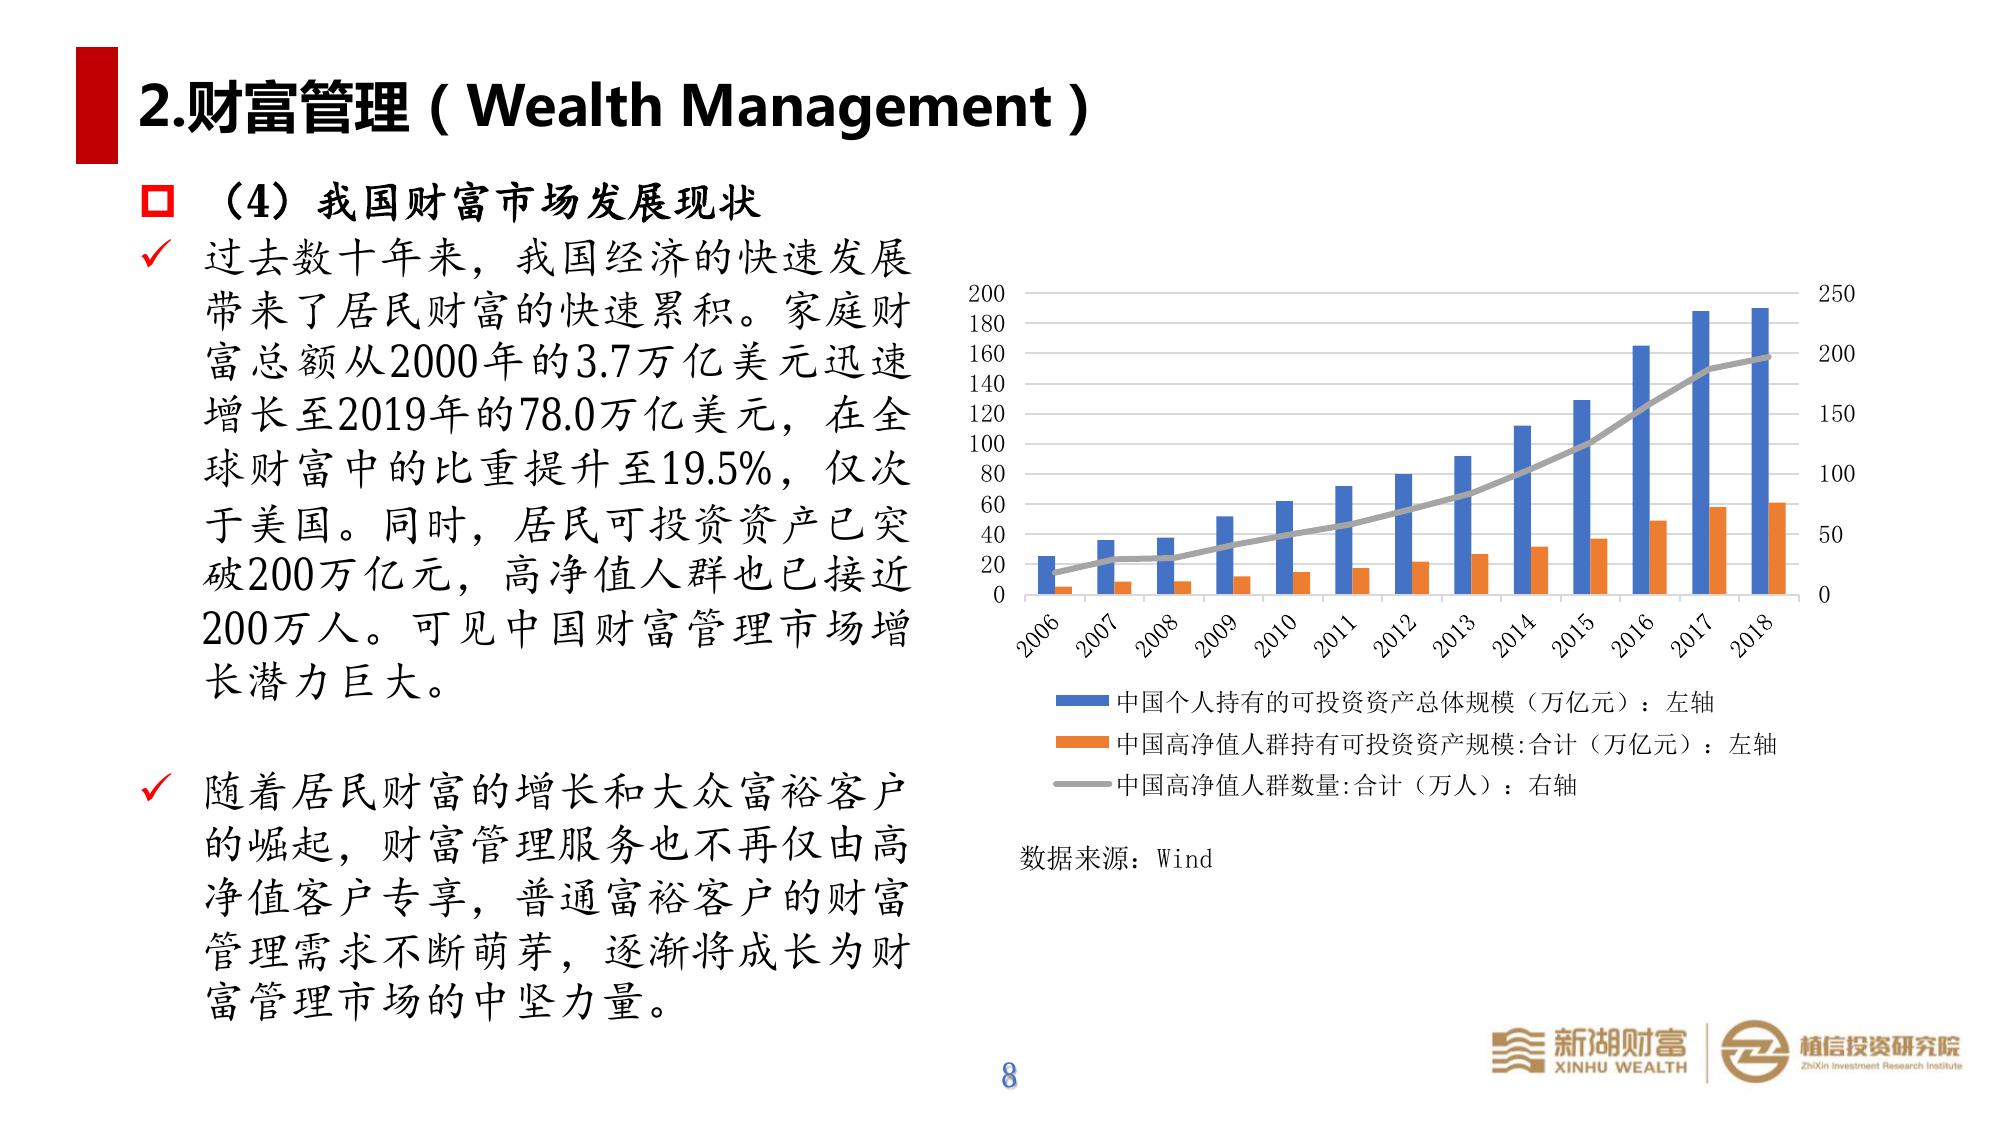 2.财富管理（Wealth Management）
（4）我国财富市场发展现状
过去数十年来，我国经济的快速发展
带来了居民财富的快速累积。家庭财
富总额从2000年的3.7万亿美元迅速
增长至2019年的78.0万亿美元，在全
球财富中的比重提升至19.5%，仅次
于美国。同时，居民可投资资产已突
破200万亿元，高净值人群也已接近
200万人。可见中国财富管理市场增
长潜力巨大。
随着居民财富的增长和大众富裕客户
的崛起，财富管理服务也不再仅由高
净值客户专享，普通富裕客户的财富
管理需求不断萌芽，逐渐将成长为财
富管理市场的中坚力量。
200
180
160
140
120
100
80
60
40
20
0
250
200
150
100
50
0
2006 2007 2008 2009 2010 2011 2012 2013 2014 2015 2016 2017 2018
中国个人持有的可投资资产总体规模（万亿元）：左轴
中国高净值人群持有可投资资产规模:合计（万亿元）：左轴
中国高净值人群数量:合计（万人）：右轴
数据来源：Wind
8
新湖财富
XINHU WEALTH
植信投资研究院
ZhiXin Investment Research Institute